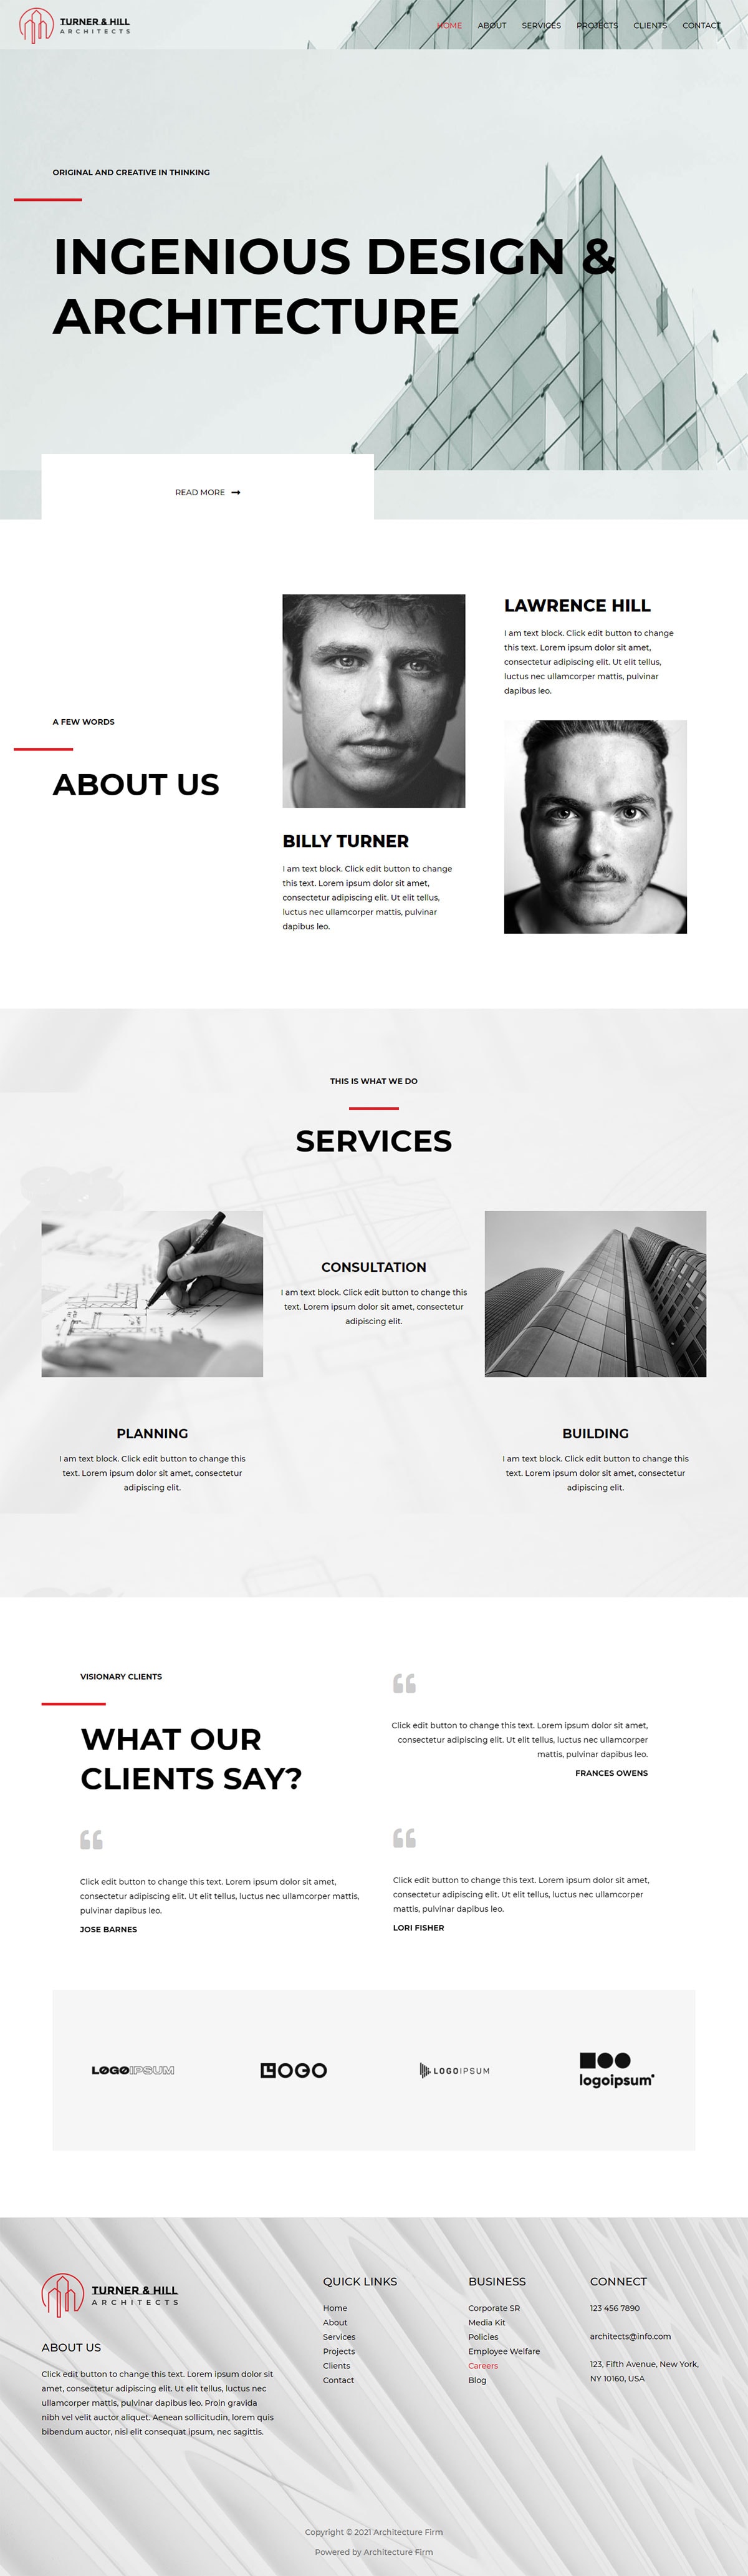 TURNER & HILL
ARCHITECTS
HOME ABOUT SERVICES PROJECTS CLIENTS CONTACT
ORIGINAL AND CREATIVE IN THINKING
INGENIOUS DESIGN &
ARCHITECTURE
READ MORE
A FEW WORDS
ABOUT US
BILLY TURNER
I am text block. Click edit button to change
this text. Lorem ipsum dolor sit amet,
consectetur adipiscing elit. Ut elit tellus,
luctus nec ullamcorper mattis, pulvinar
dapibus leo.
LAWRENCE HILL
I am text block. Click edit button to change
this text. Lorem ipsum dolor sit amet,
consectetur adipiscing elit. Ut elit tellus,
luctus nec ullamcorper mattis, pulvinar
dapibus leo.
THIS IS WHAT WE DO
SERVICES
PLANNING
I am text block. Click edit button to change this
text. Lorem ipsum dolor sit amet, consectetur
adipiscing elit.
CONSULTATION
I am text block. Click edit button to change this
text. Lorem ipsum dolor sit amet, consectetur
adipiscing elit.
BUILDING
I am text block. Click edit button to change this
text. Lorem ipsum dolor sit amet, consectetur
adipiscing elit.
VISIONARY CLIENTS
WHAT OUR
CLIENTS SAY?
Click edit button to change this text. Lorem ipsum dolor sit amet,
consectetur adipiscing elit. Ut elit tellus, luctus nec ullamcorper
mattis, pulvinar dapibus leo.
FRANCES OWENS
Click edit button to change this text. Lorem ipsum dolor sit amet,
consectetur adipiscing elit. Ut elit tellus, luctus nec ullamcorper mattis,
pulvinar dapibus leo.
JOSE BARNES
Click edit button to change this text. Lorem ipsum dolor sit amet,
consectetur adipiscing elit. Ut elit tellus, luctus nec ullamcorper
mattis, pulvinar dapibus leo.
LORI FISHER
LOGOIPSUM
LOGO
LOGOIPSUM
logoipsum
TURNER & HILL
ARCHITECTS
ABOUT US
Click edit button to change this text. Lorem ipsum dolor sit
amet, consectetur adipiscing elit. Ut elit tellus, luctus nec
ullamcorper mattis, pulvinar dapibus leo. Proin gravida
nibh vel velit auctor aliquet. Aenean sollicitudin, lorem quis
bibendum auctor, nisi elit consequat ipsum, nec sagittis.
QUICK LINKS
Home
About
Services
Projects
Clients
Contact
BUSINESS
Corporate SR
Media Kit
Policies
Employee Welfare
Careers
Blog
CONNECT
123 456 7890
architects@info.com
123, Fifth Avenue, New York,
NY 10160, USA
Copyright © 2021 Architecture Firm
Powered by Architecture Firm